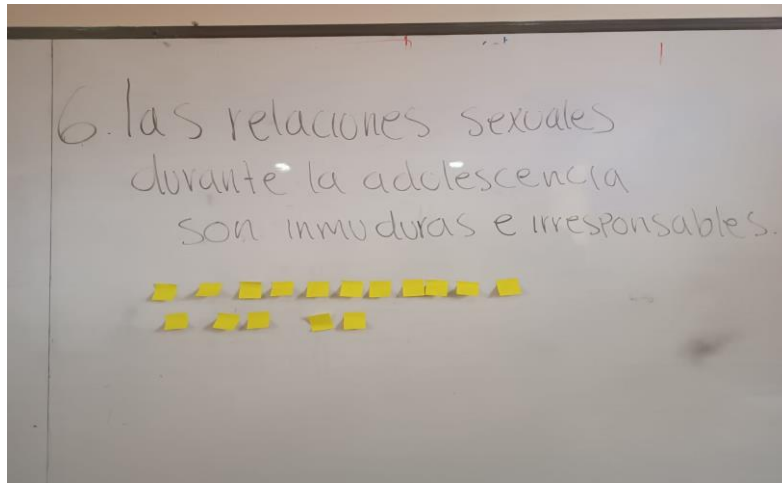 6. las relaciones sexuales
durante la adolescencia
son inmuduras e irresponsables.